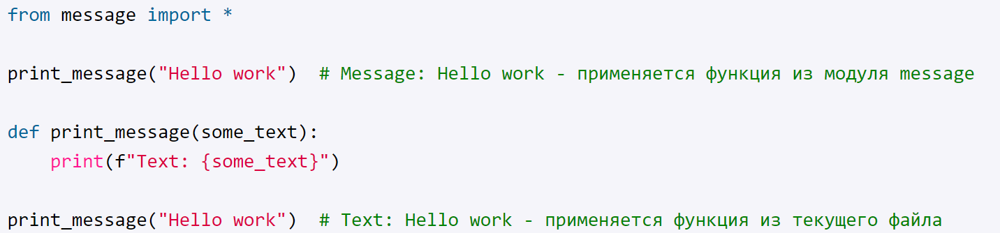 from message import *
print_message("Hello work")  # Message: Hello work - применяется функция из модуля message
def print_message(some_text):
    print(f"Text: {some_text}")
print_message("Hello work")  # Text: Hello work - применяется функция из текущего файла